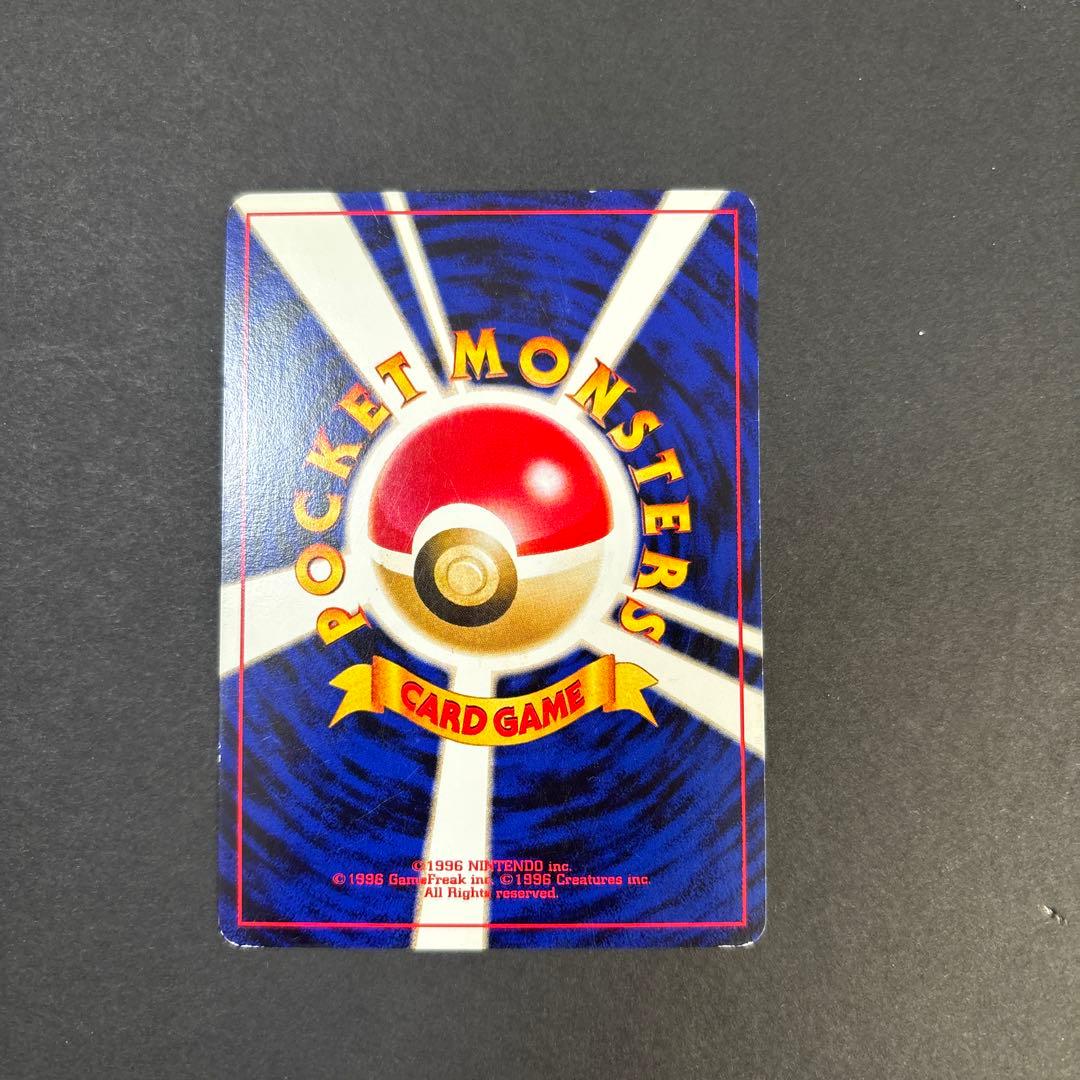 POCKET MONSTERS
CARD GAME
©1996 NINTENDO inc.
©1996 GameFreak inc. ©1996 Creatures inc.
All Rights reserved.